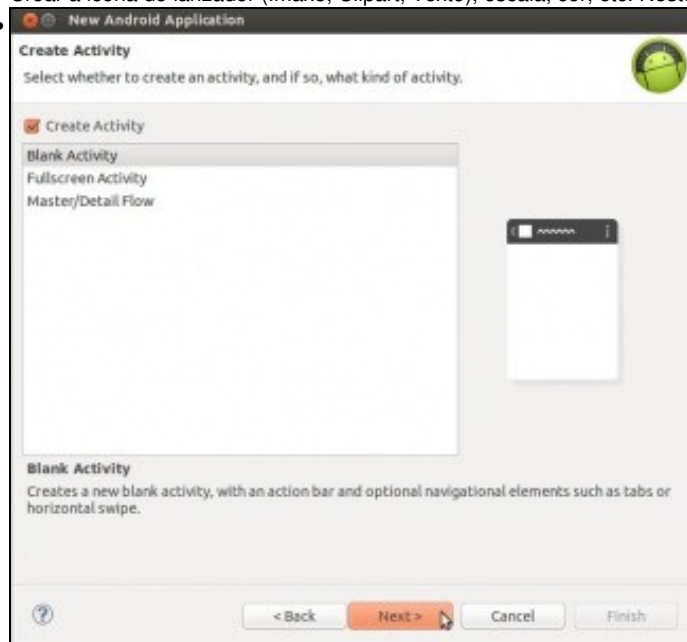 New Android Application
Create Activity
Select whether to create an activity, and if so, what kind of activity.
Create Activity
Blank Activity
Fullscreen Activity
Master/Detail Flow
Blank Activity
Creates a new blank activity, with an action bar and optional navigational elements such as tabs or
horizontal swipe.
< Back
Next >
Cancel
Finish